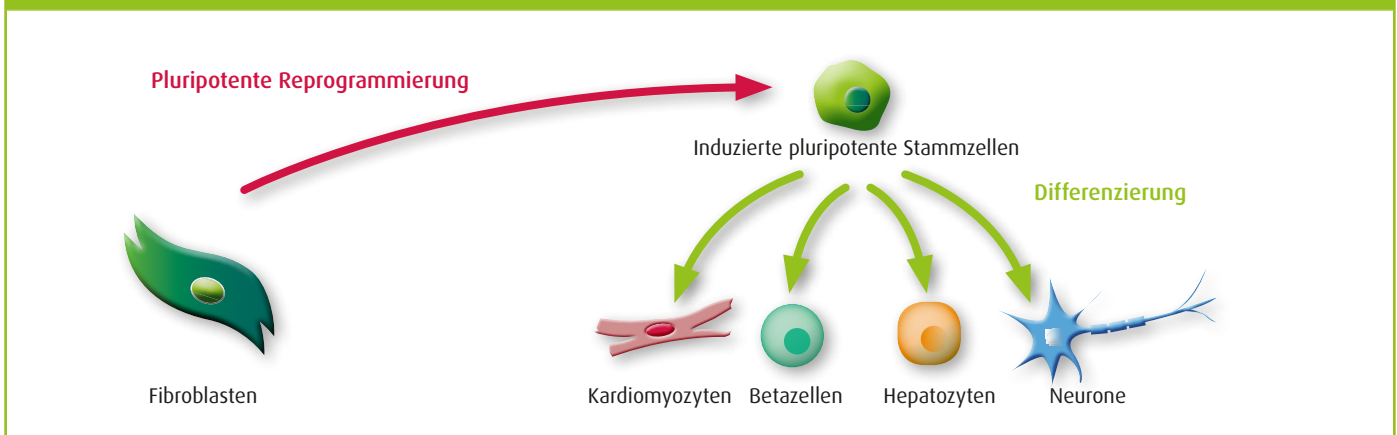 Pluripotente Reprogrammierung
Induzierte pluripotente Stammzellen
Differenzierung
Fibroblasten
Kardiomyozyten
Betazellen
Hepatozyten
Neurone